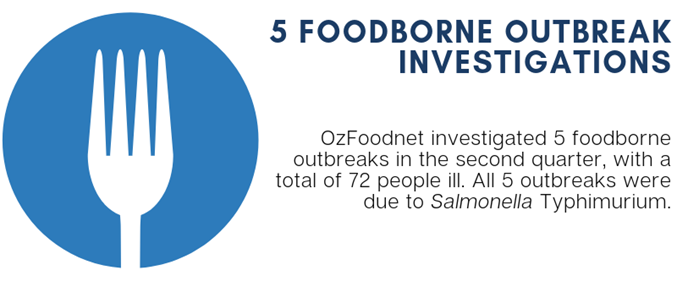 5 FOODBORNE OUTBREAK
INVESTIGATIONS
OzFoodnet investigated 5 foodborne
outbreaks in the second quarter, with a
total of 72 people ill. All 5 outbreaks were
due to Salmonella Typhimurium.